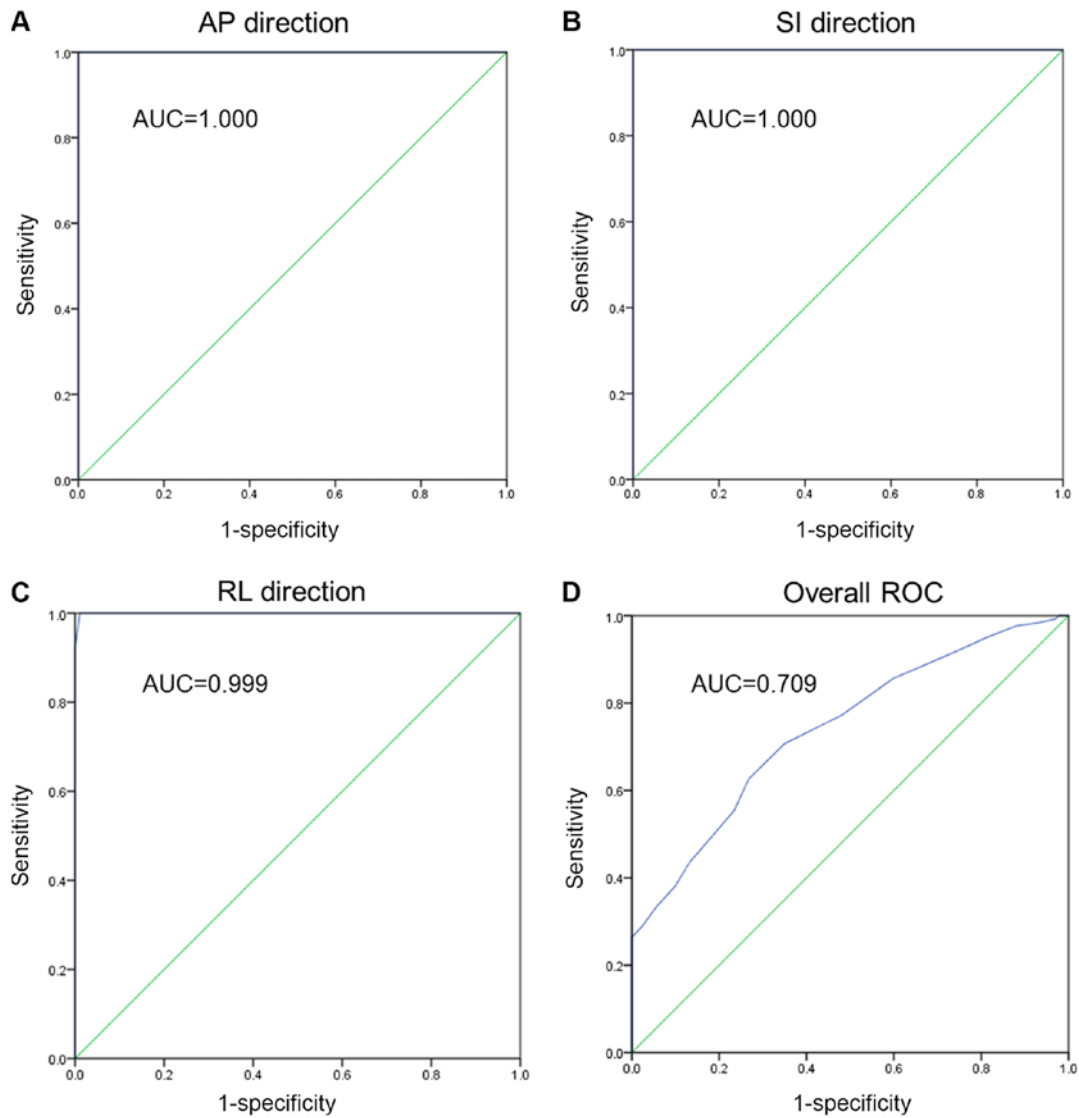 A
AP direction
1.0
0.8
0.6
0.4
0.2
0.0
Sensitivity
AUC=1.000
0.0 0.2 0.4 0.6 0.8 1.0
1-specificity
B
SI direction
1.0
0.8
0.6
0.4
0.2
0.0
Sensitivity
AUC=1.000
0.0 0.2 0.4 0.6 0.8 1.0
1-specificity
C
RL direction
1.0
0.8
0.6
0.4
0.2
0.0
Sensitivity
AUC=0.999
0.0 0.2 0.4 0.6 0.8 1.0
1-specificity
D
Overall ROC
1.0
0.8
0.6
0.4
0.2
0.0
Sensitivity
AUC=0.709
0.0 0.2 0.4 0.6 0.8 1.0
1-specificity